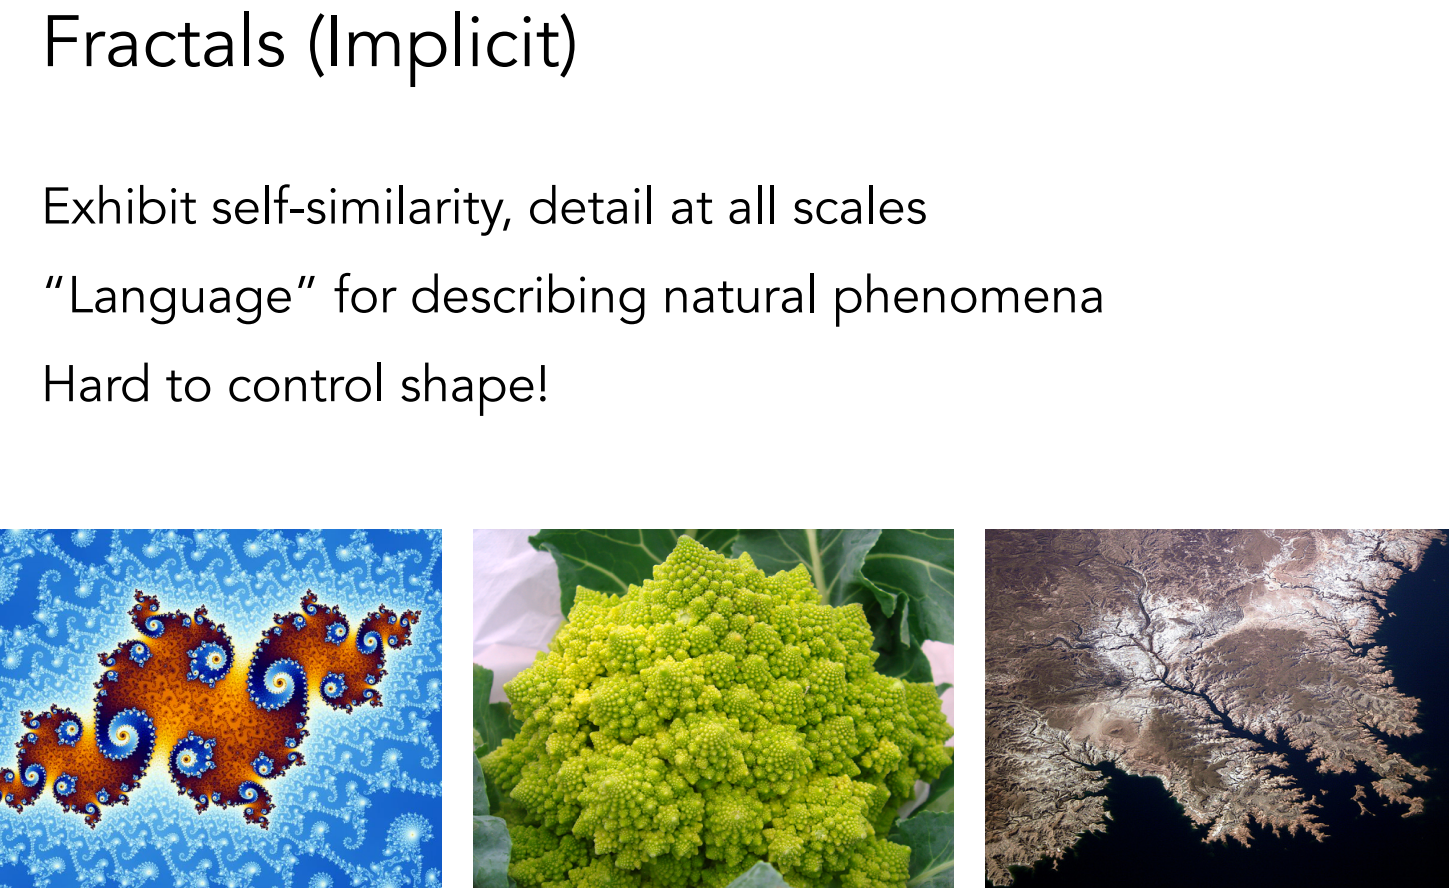 Fractals (Implicit)
Exhibit self-similarity, detail at all scales
“Language” for describing natural phenomena
Hard to control shape!